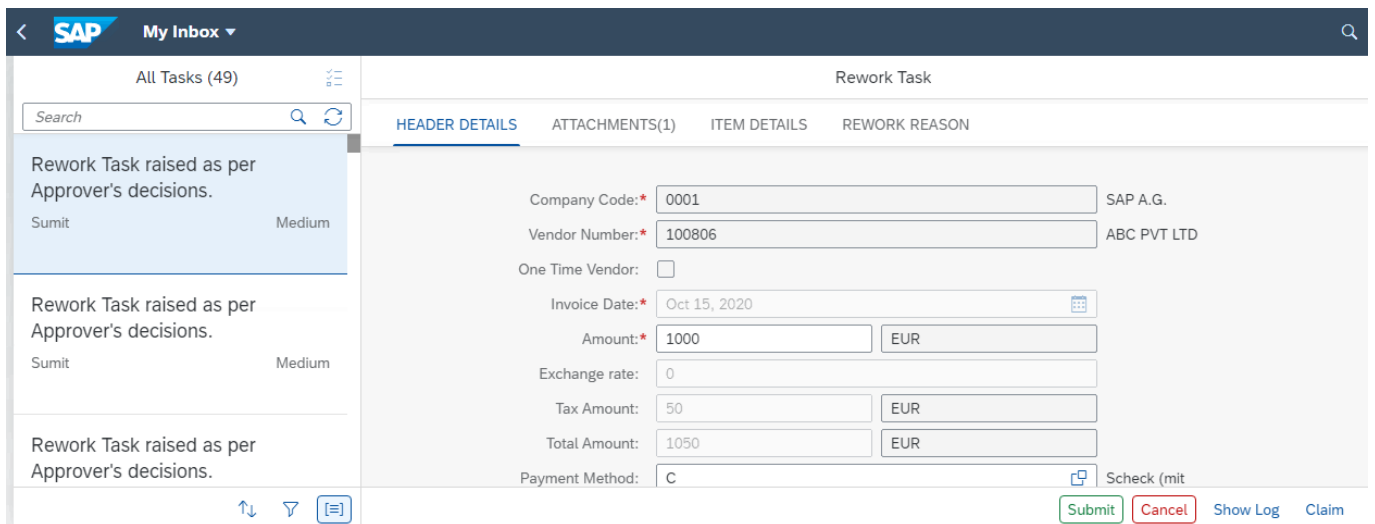 SAP My Inbox
All Tasks (49)
Search
Rework Task raised as per
Approver's decisions.
Sumit Medium
Rework Task raised as per
Approver's decisions.
Sumit Medium
Rework Task raised as per
Approver's decisions.
Rework Task
HEADER DETAILS ATTACHMENTS(1) ITEM DETAILS REWORK REASON
Company Code:* 0001 SAP A.G.
Vendor Number:* 100806 ABC PVT LTD
One Time Vendor:
Invoice Date:* Oct 15, 2020
Amount:* 1000 EUR
Exchange rate: 0
Tax Amount: 50 EUR
Total Amount: 1050 EUR
Payment Method: C Scheck (mit
Submit Cancel Show Log Claim